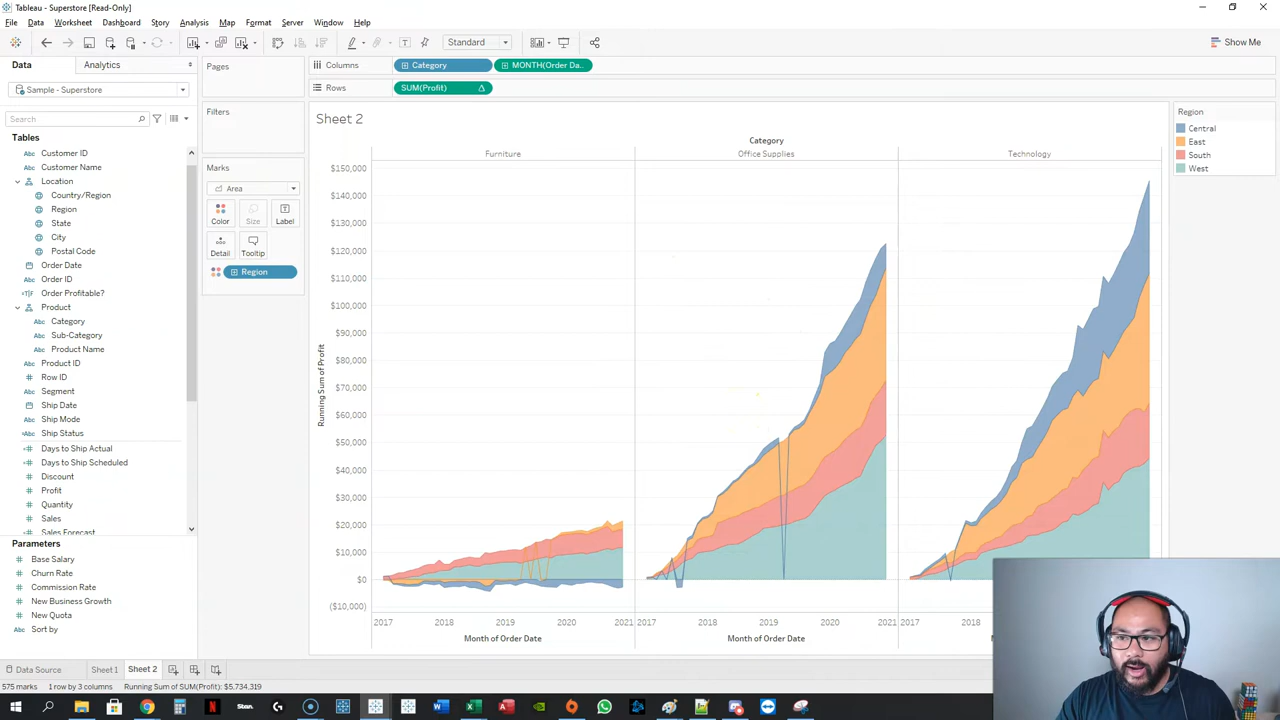 Tableau - Superstore [Read-Only]
File Data Worksheet Dashboard Story Analysis Map Format Server Window Help
Standard
Show Me
Data Analytics
Sample - Superstore
Search
Tables
Customer ID
Customer Name
Location
Country/Region
Region
State
City
Postal Code
Order Date
Order ID
Order Profitable?
Product
Category
Sub-Category
Product Name
Product ID
Row ID
Segment
Ship Date
Ship Mode
Ship Status
Days to Ship Actual
Days to Ship Scheduled
Discount
Profit
Quantity
Sales
Sales Forecast
Parameters
Base Salary
Churn Rate
Commission Rate
New Business Growth
New Quota
Sort by
Pages
Filters
Marks
Area
Color Size Label
Detail Tooltip
Region
Columns Category MONTH(Order Da..
Rows SUM(Profit)
Sheet 2
Category
Furniture Office Supplies Technology
Running Sum of Profit
$150,000
$140,000
$130,000
$120,000
$110,000
$100,000
$90,000
$80,000
$70,000
$60,000
$50,000
$40,000
$30,000
$20,000
$10,000
$0
($10,000)
2017 2018 2019 2020 2021 2017 2018 2019 2020 2021 2017 2018
Month of Order Date Month of Order Date
Region
Central
East
South
West
Data Source Sheet 1 Sheet 2
575 marks 1 row by 3 columns Running Sum of SUM(Profit): $5,734,319